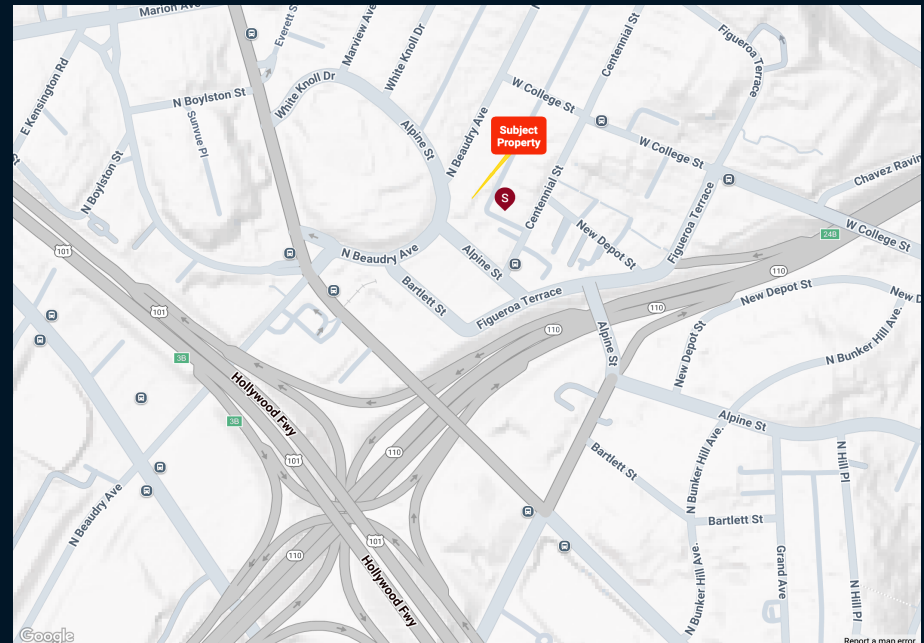 Marion Ave
Everett S
Marview Ave
White Knoll Dr
Centennial St
Figueroa Terrace
E Kensington Rd
N Boylston St
Sunvue Pl
White Knoll Dr
Alpine St
N Beaudry Ave
W College St
W College St
Subject
Property
S
N Boylston St
Centennial St
New Depot St
Figueroa Terrace
Chavez Ravin
W College St
24B
101
N Beaudry Ave
Alpine St
Bartlett St
Figueroa Terrace
110
110
110
New Depot St
New D
101
3B
Alpine St
New Depot St
N Bunker Hill Ave.
Hollywood Fwy
3B
Alpine St
110
101
Bartlett St
N Bunker Hill Ave.
N Hill Pl
N Beaudry Ave
Bartlett St
101
110
Hollywood Fwy
N Bunker Hill Ave.
Grand Ave
N Hill Pl
Google
Report a map error